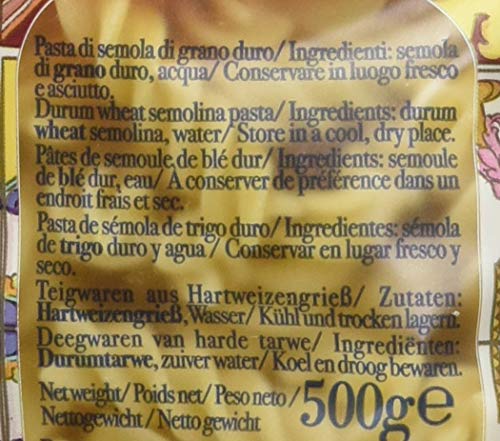 Pasta di semola di grano duro/ Ingredienti: semola
di grano duro, acqua/ Conservare in luogo fresco
e asciutto.
Durum wheat semolina pasta/ Ingredients: durum
wheat semolina, water/ Store in a cool, dry place.
Pâtes de semoule de blé dur/ Ingredients: semoule
de blé dur, eau/ A conserver de préférence dans un
endroit frais et sec.
Pasta de sémola de trigo duro/ Ingredientes: sémola
de trigo duro y agua/ Conservar en lugar fresco y
seco.
Teigwaren aus Hartweizengrieß/ Zutaten:
Hartweizengrieß, Wasser/ Kühl und trocken lagern.
Deegwaren van harde tarwe/ Ingrediënten:
Durumtarwe, zuiver water/ Koel en droog bewaren.
Net weight/ Poids net/ Peso neto/ 500g e
Nettogewicht/ Netto gewicht